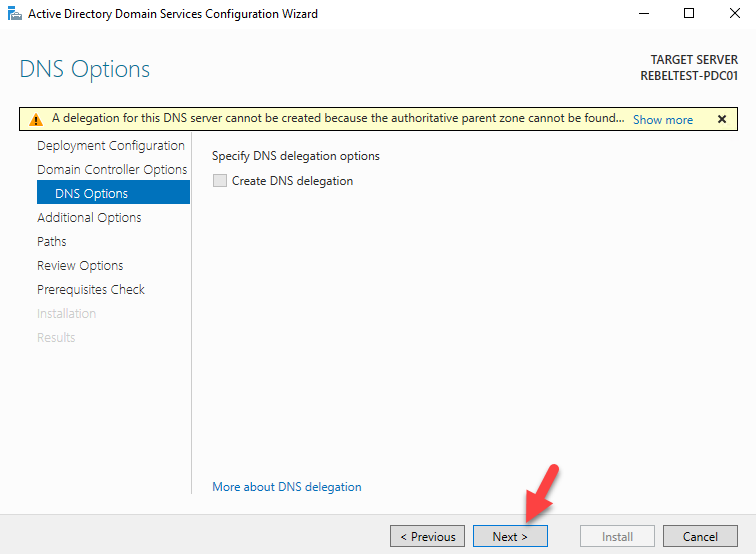 Active Directory Domain Services Configuration Wizard
DNS Options
TARGET SERVER
REBELTEST-PDC01
A delegation for this DNS server cannot be created because the authoritative parent zone cannot be found... Show more
Deployment Configuration
Domain Controller Options
DNS Options
Additional Options
Paths
Review Options
Prerequisites Check
Installation
Results
Specify DNS delegation options
Create DNS delegation
More about DNS delegation
< Previous
Next >
Install
Cancel